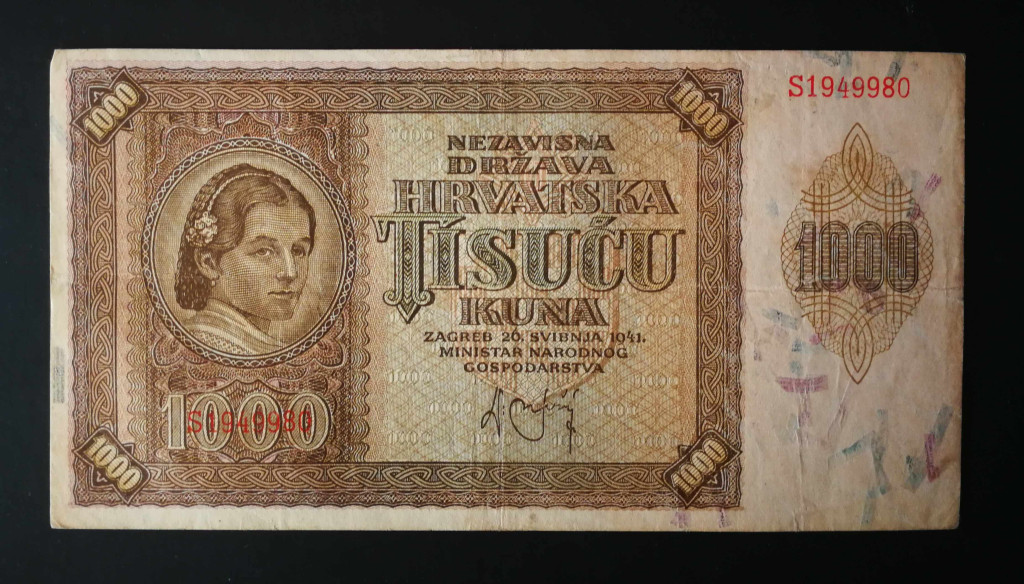 1000
1000
S1949980
NEZAVISNA
DRŽAVA
HRVATSKA
TISUĆU
KUNA
1000
ZAGREB 26. SVIBNJA 1941.
MINISTAR NARODNOG
GOSPODARSTVA
1000
S1949980
1000
1000